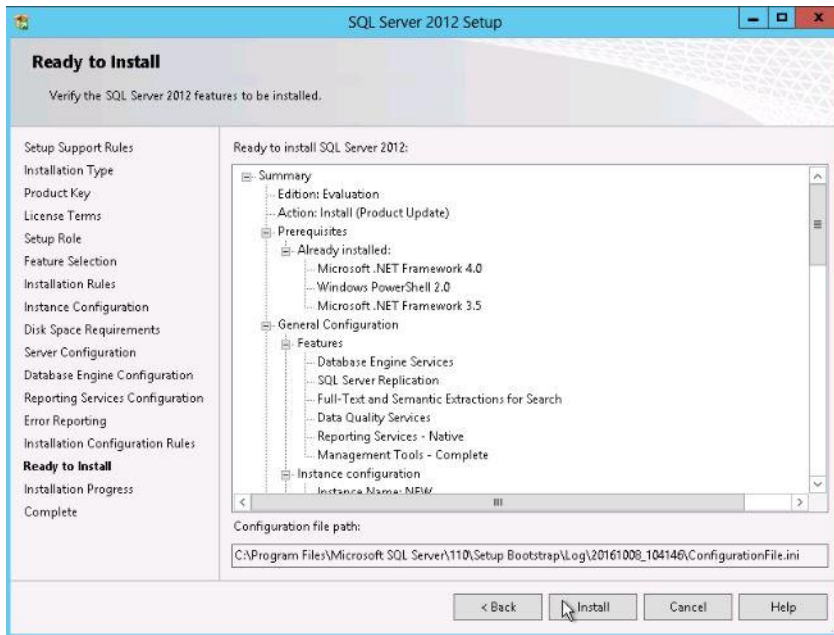 SQL Server 2012 Setup
Ready to Install
Verify the SQL Server 2012 features to be installed.
Setup Support Rules
Installation Type
Product Key
License Terms
Setup Role
Feature Selection
Installation Rules
Instance Configuration
Disk Space Requirements
Server Configuration
Database Engine Configuration
Reporting Services Configuration
Error Reporting
Installation Configuration Rules
Ready to Install
Installation Progress
Complete
Ready to install SQL Server 2012:
Summary
Edition: Evaluation
Action: Install (Product Update)
Prerequisites
Already installed:
Microsoft .NET Framework 4.0
Windows PowerShell 2.0
Microsoft .NET Framework 3.5
General Configuration
Features
Database Engine Services
SQL Server Replication
Full-Text and Semantic Extractions for Search
Data Quality Services
Reporting Services - Native
Management Tools - Complete
Instance configuration
Instance Name: NEW
Configuration file path:
C:\Program Files\Microsoft SQL Server\110\Setup Bootstrap\Log\20161008_104146\ConfigurationFile.ini
< Back
Install
Cancel
Help